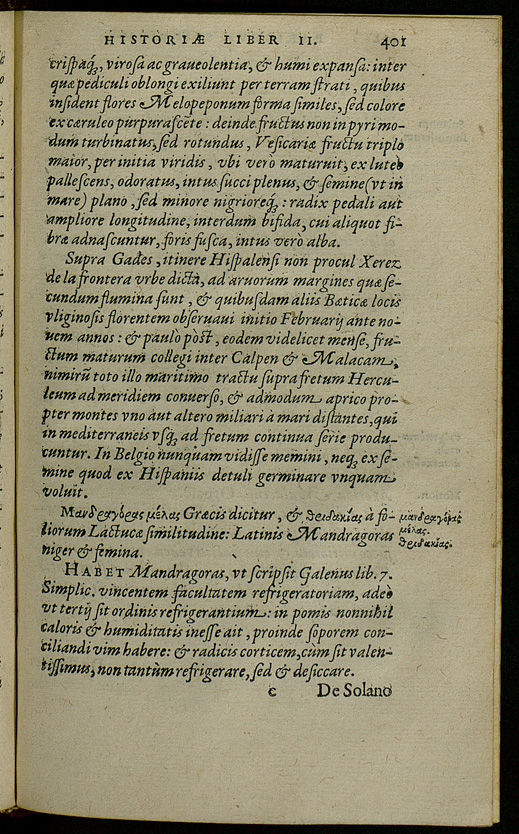 HISTORIÆ LIBER II. 401
criſpaq́, viroſa ac graueolentia, & humi expanſa: inter
quæ pediculi oblongi exiliunt per terram ſtrati, quibus
inſident flores Melopeponum forma ſimiles, ſed colore
ex cæruleo purpuraſcẽte: deinde fructus non in pyri mo-
dum turbinatus, ſed rotundus, Veſicariæ fructu triplo
maior, per initia viridis, vbi verò maturuit, ex luteo
palleſcens, odoratus, intus ſucci plenus, & ſemine (vt in
mare) plano, ſed minore nigrioreq́,: radix pedali aut
ampliore longitudine, interdum bifida, cui aliquot fi-
bræ adnaſcuntur, foris fuſca, intus verò alba.
Supra Gades, itinere Hiſpalenſi non procul Xerez
de la frontera vrbe dicta, ad aruorum margines quæ ſe-
cundum flumina ſunt, & quibuſdam aliis Bæticæ locis
vliginoſis florentem obſeruaui initio Februarij ante no-
uem annos: & paulò pòſt, eodem videlicet menſe, fru-
ctum maturum collegi inter Calpen & Malacam,
nimirũ toto illo maritimo tractu ſupra fretum Hercu-
leum ad meridiem conuerſo, & admodum aprico pro-
pter montes vno aut altero miliari à mari diſtantes, qui
in mediterraneis vſq́, ad fretum continua ſerie produ-
cuntur. In Belgio nunquam vidiſſe memini, neq́, ex ſe-
mine quod ex Hiſpaniis detuli germinare vnquam
voluit.
Μανδραγόρας μέλας Græcis dicitur, & θριδακίας à fo-
liorum Lactucæ ſimilitudine: Latinis Mandragoras
niger & femina.
μανδραγόρας
μέλας.
θριδακίας.
HABET Mandragoras, vt ſcripſit Galenus lib. 7.
Simplic. vincentem facultatem refrigeratoriam, adeò
vt tertij ſit ordinis refrigerantium: in pomis nonnihil
caloris & humiditatis ineſſe ait, proinde ſoporem con-
ciliandi vim habere: & radicis corticem, cùm ſit valen-
tiſſimus, non tantùm refrigerare, ſed & deſiccare.
c De Solano